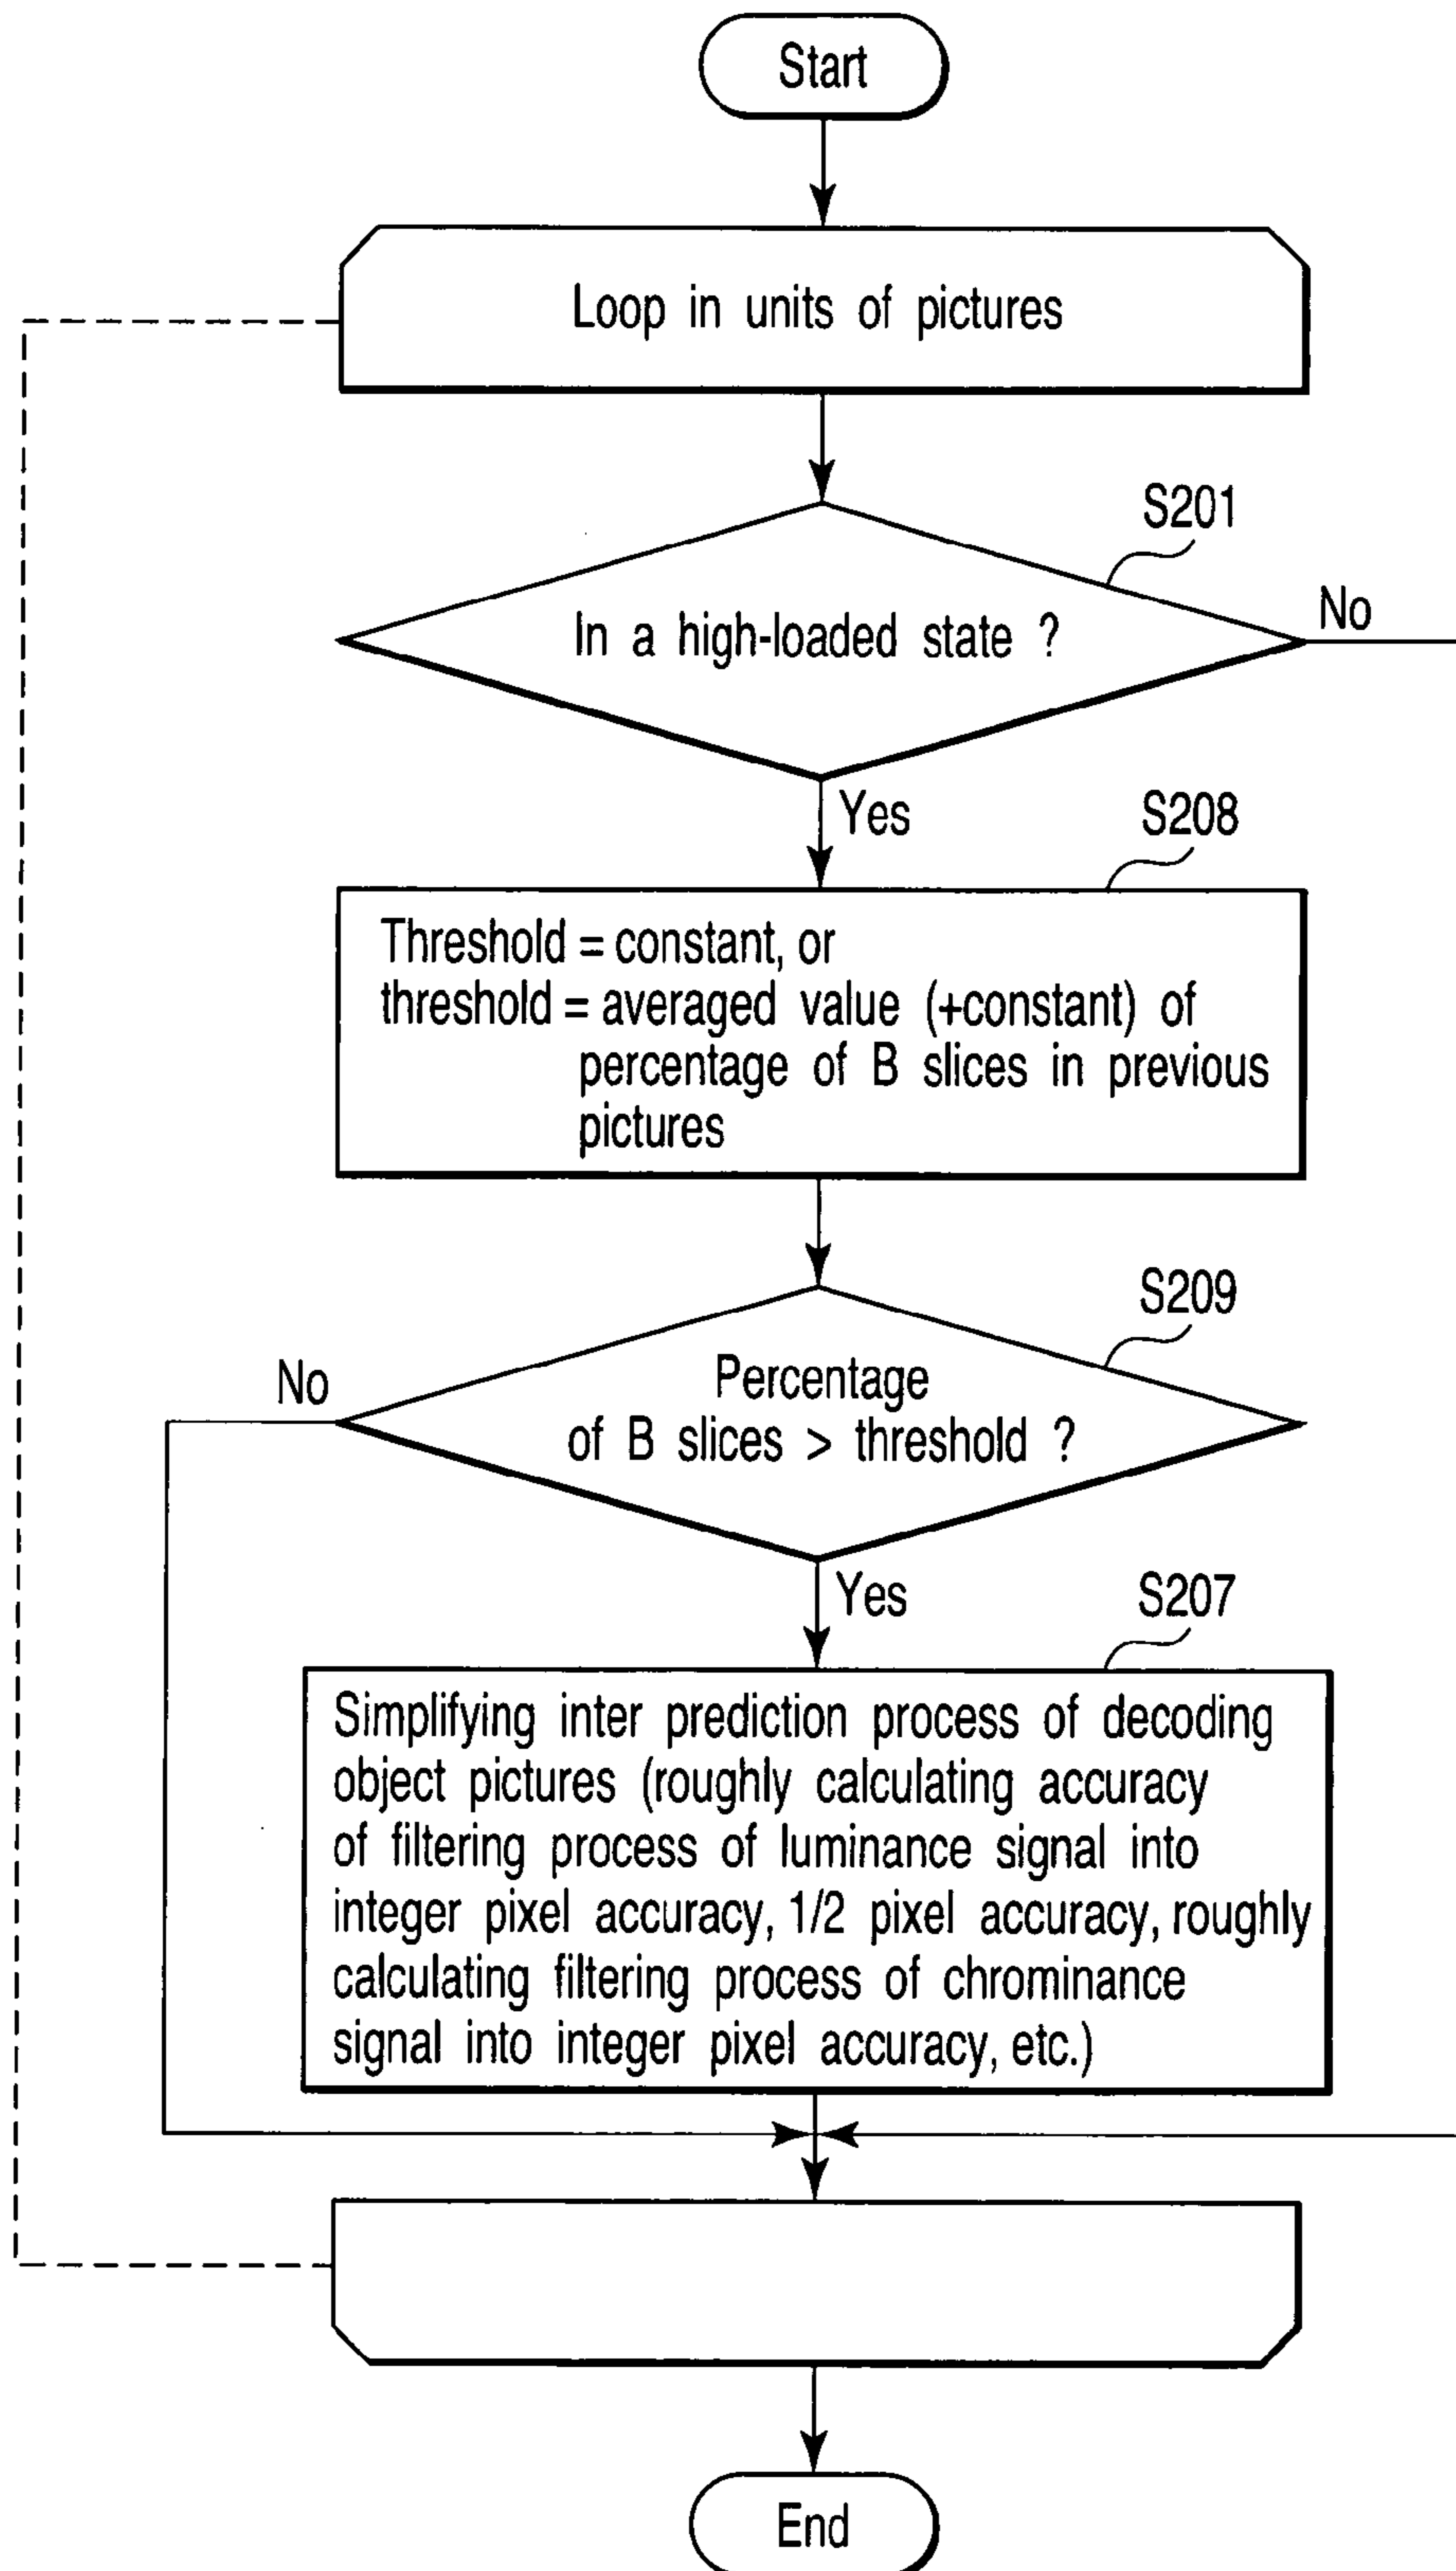 Start
Loop in units of pictures
S201
In a high-loaded state ?
No
Yes
S208
Threshold = constant, or
threshold = averaged value (+constant) of
percentage of B slices in previous
pictures
S209
Percentage
of B slices > threshold ?
No
Yes
S207
Simplifying inter prediction process of decoding
object pictures (roughly calculating accuracy
of filtering process of luminance signal into
integer pixel accuracy, 1/2 pixel accuracy, roughly
calculating filtering process of chrominance
signal into integer pixel accuracy, etc.)
End